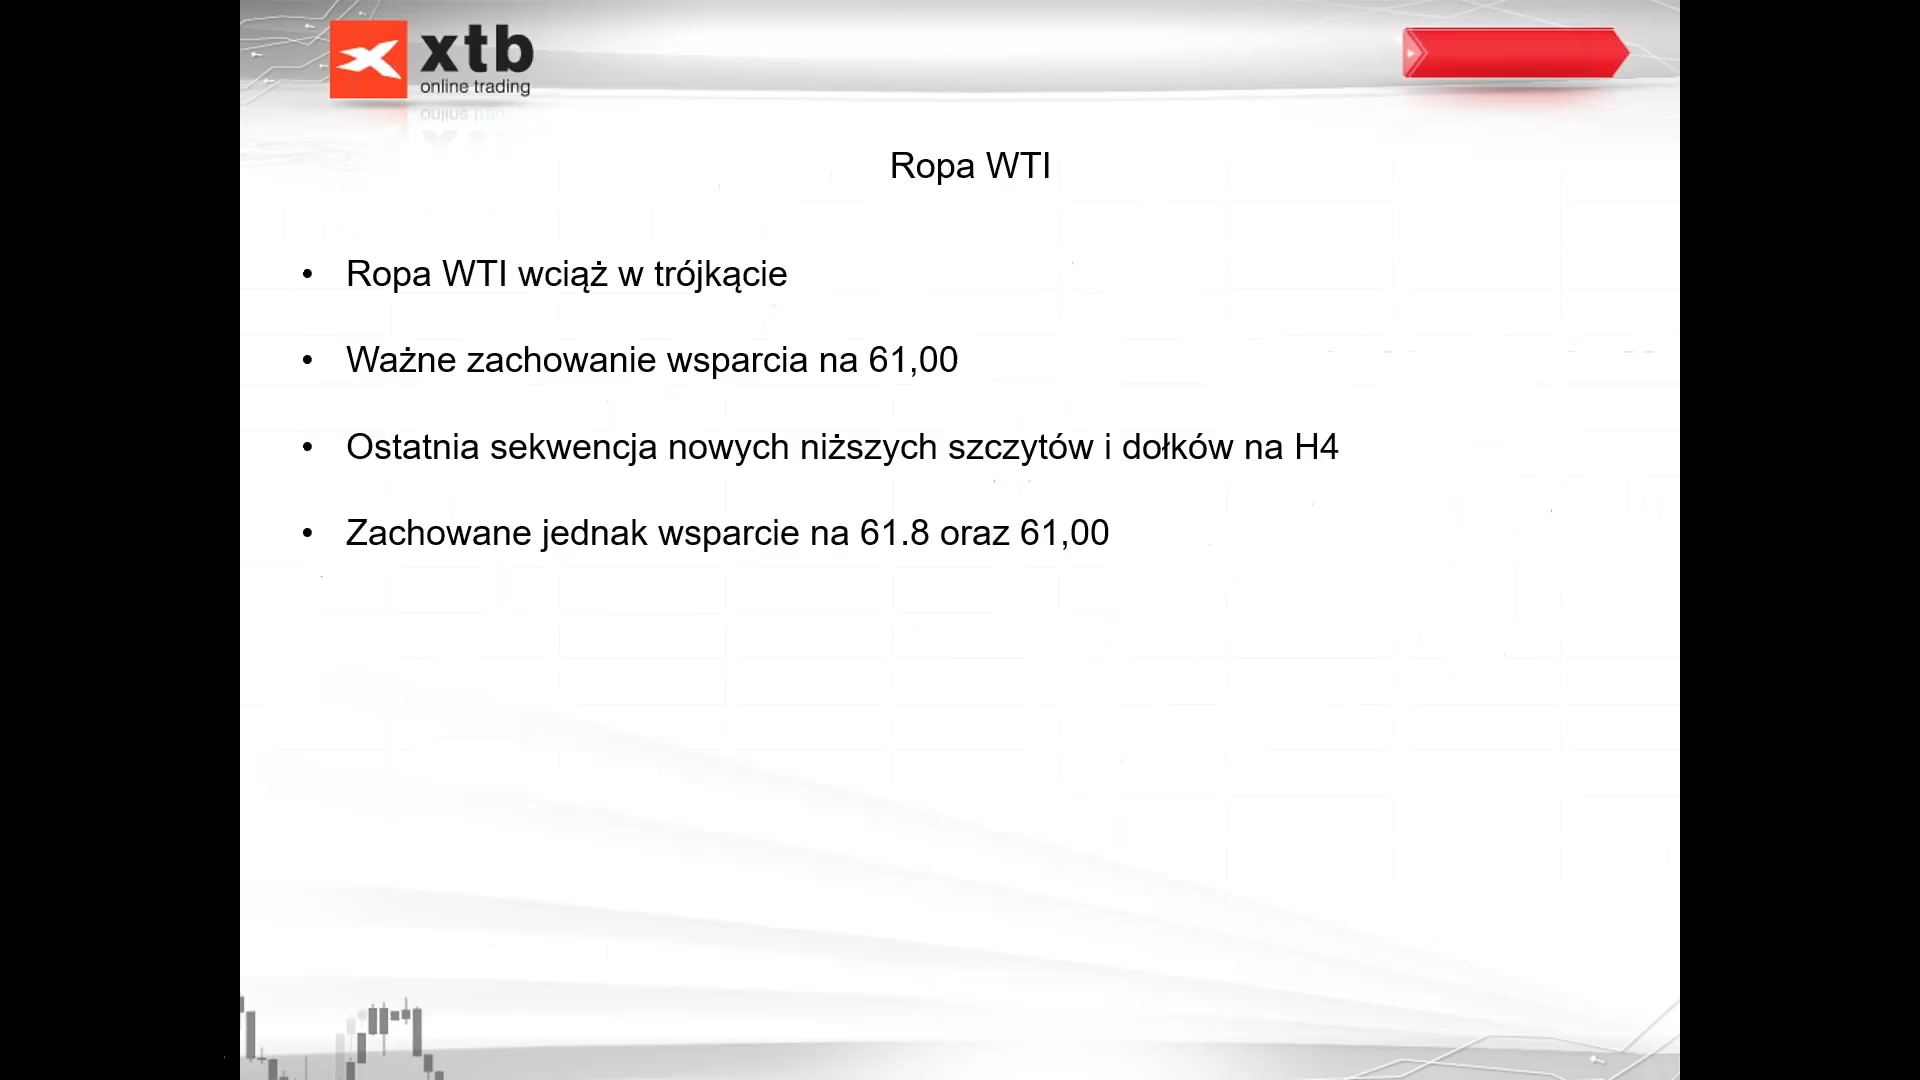 xtb
online trading
Ropa WTI
• Ropa WTI wciąż w trójkącie
• Ważne zachowanie wsparcia na 61,00
• Ostatnia sekwencja nowych niższych szczytów i dołków na H4
• Zachowane jednak wsparcie na 61.8 oraz 61,00